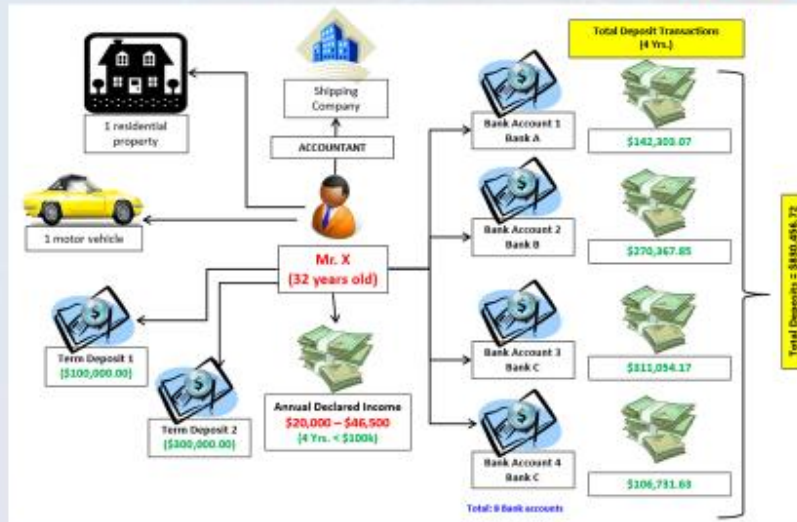 Total Deposit Transactions
(4 Yrs.)
Shipping
Company
1 residential
property
ACCOUNTANT
Bank Account 1
Bank A
$142,303.07
1 motor vehicle
Mr. X
(32 years old)
Bank Account 2
Bank B
$270,367.85
Term Deposit 1
($100,000.00)
Term Deposit 2
($300,000.00)
Annual Declared Income
$20,000 – $46,500
(4 Yrs. < $100k)
Bank Account 3
Bank C
$311,054.17
Bank Account 4
Bank C
$106,731.63
Total: 8 Bank accounts
Total Deposits = $830,456.72